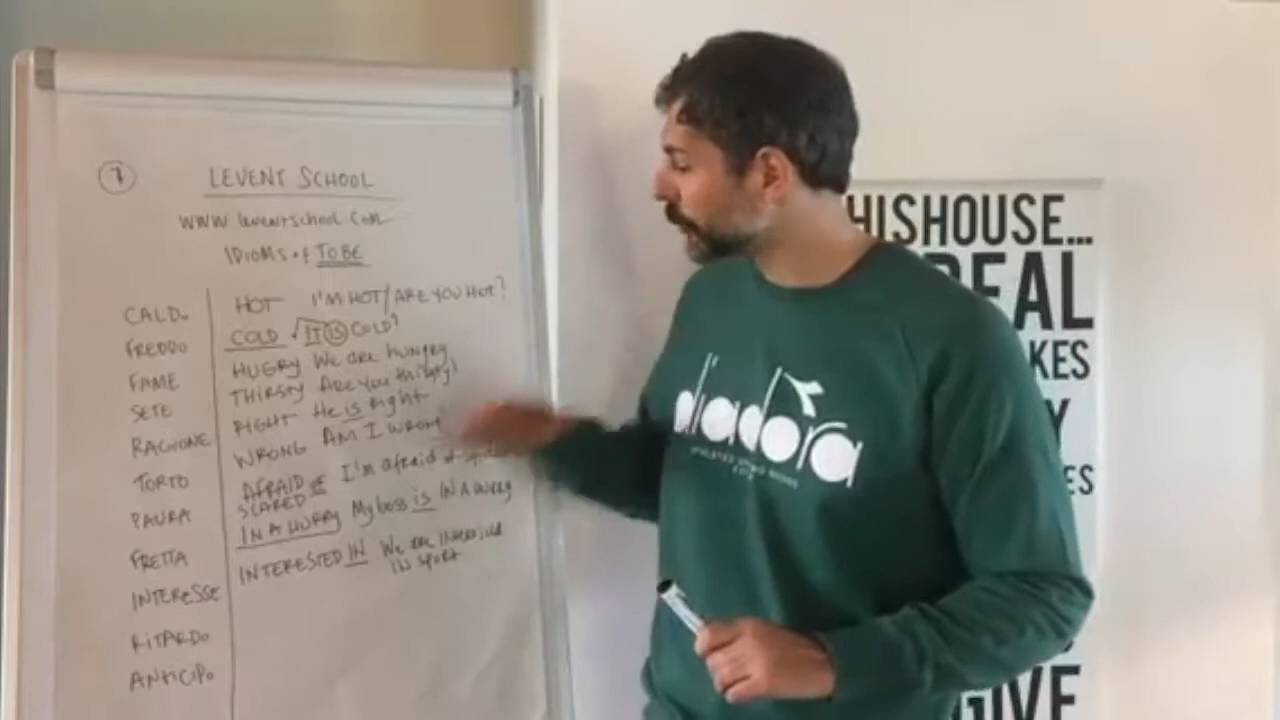 7
LEVENT SCHOOL
WWW.leventschool.com
IDIOMS of TO BE
CALDO HOT I'M HOT/ARE YOU HOT?
FREDDO COLD IT IS COLD?
FAME HUGRY We are hungry
SETE THIRSTY Are you thirsty?
RAGIONE RIGHT He is right
TORTO WRONG AM I WRONG
PAURA AFRAID OF I'm afraid of
SCARED
FRETTA IN A HURRY My boss is IN A HURRY
INTERESSE INTERESTED IN We are interested
in sport
RITARDO
ANTICIPO
diadora
HISHOUSE...
REAL
KES
Y
ES
GIVE